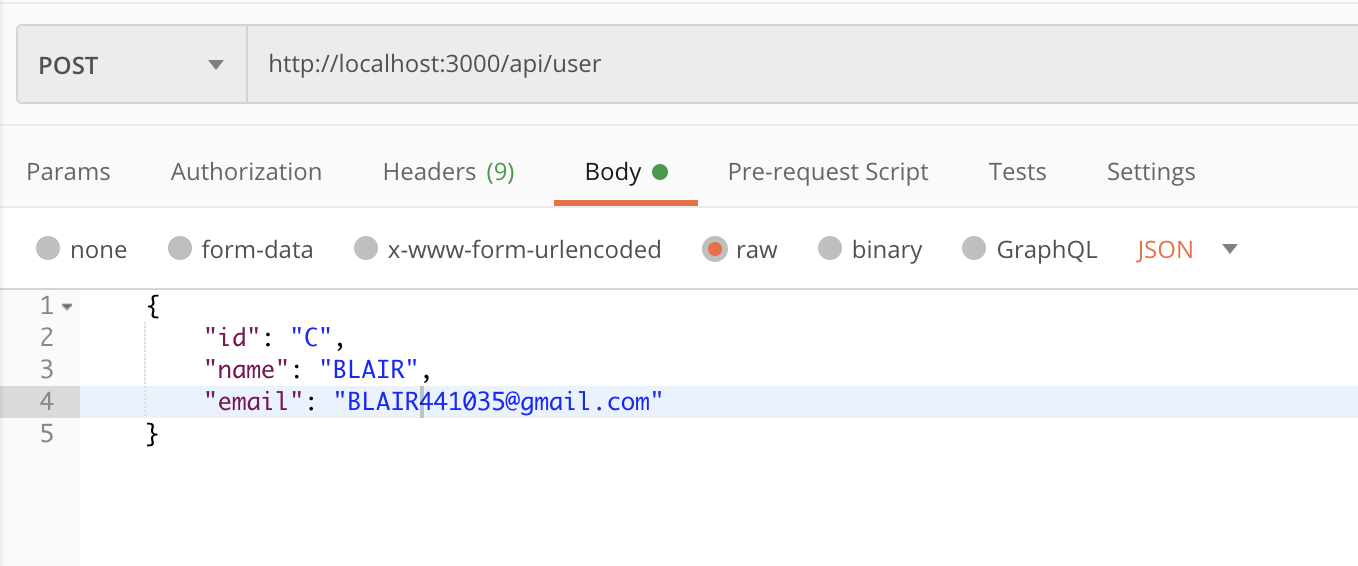 POST http://localhost:3000/api/user
Params Authorization Headers (9) Body Pre-request Script Tests Settings
none form-data x-www-form-urlencoded raw binary GraphQL JSON
1 {
2 "id": "C",
3 "name": "BLAIR",
4 "email": "BLAIR441035@gmail.com"
5 }